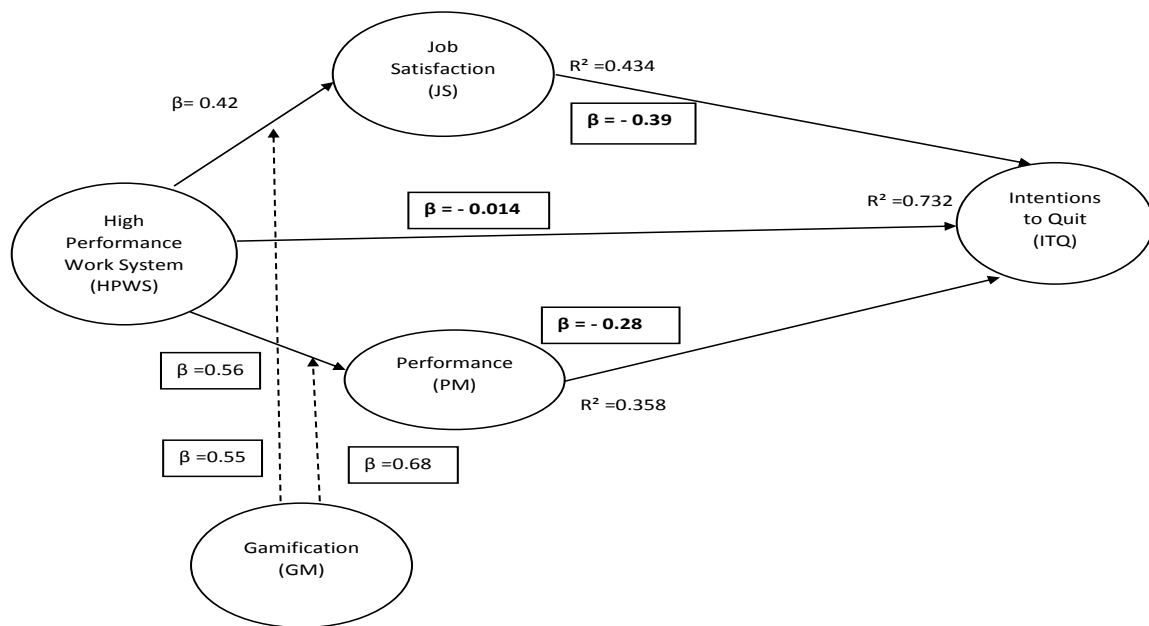 Job
Satisfaction
(JS)
R² =0.434
β= 0.42
β = - 0.39
High
Performance
Work System
(HPWS)
β = - 0.014
R² =0.732
Intentions
to Quit
(ITQ)
β = - 0.28
β =0.56
Performance
(PM)
R² =0.358
β =0.55
β =0.68
Gamification
(GM)